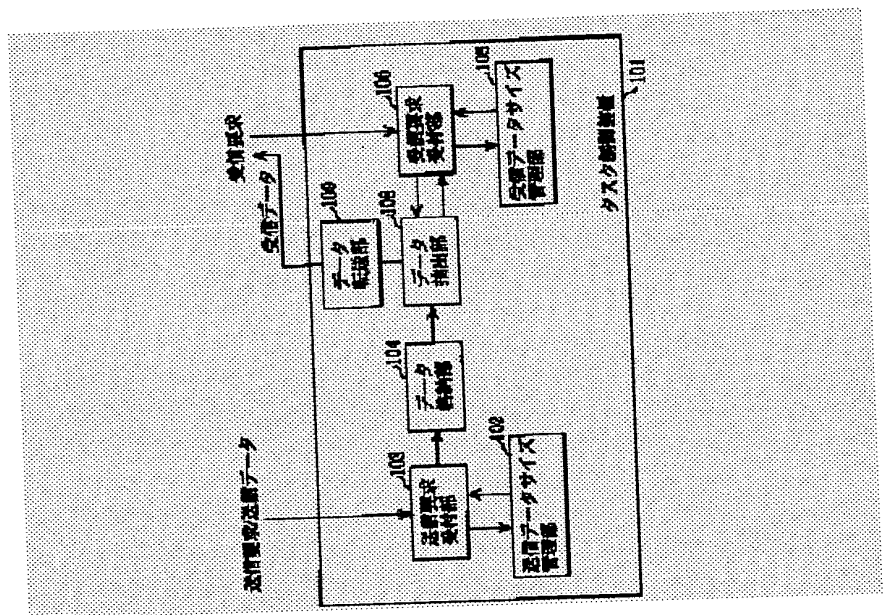 送信要求/送信データ
受信データ
受信要求
103
送信要求
受付部
102
送信データサイズ
管理部
104
データ
格納部
108
データ
抽出部
109
データ
転送部
106
受信要求
受付部
105
受信データサイズ
管理部
タスク制御装置
101